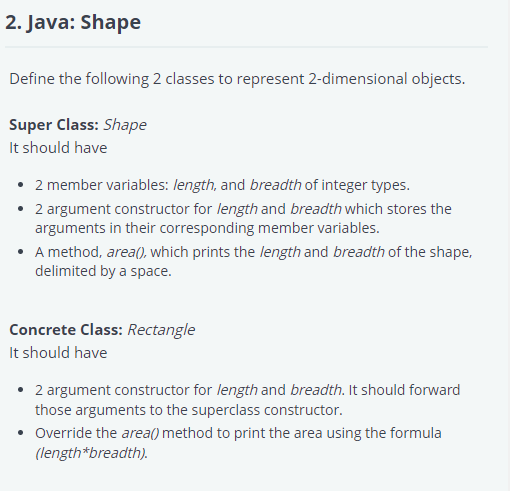 2. Java: Shape
Define the following 2 classes to represent 2-dimensional objects.
Super Class: Shape
It should have
• 2 member variables: length, and breadth of integer types.
• 2 argument constructor for length and breadth which stores the
arguments in their corresponding member variables.
• A method, area(), which prints the length and breadth of the shape,
delimited by a space.
Concrete Class: Rectangle
It should have
• 2 argument constructor for length and breadth. It should forward
those arguments to the superclass constructor.
• Override the area() method to print the area using the formula
(length*breadth).